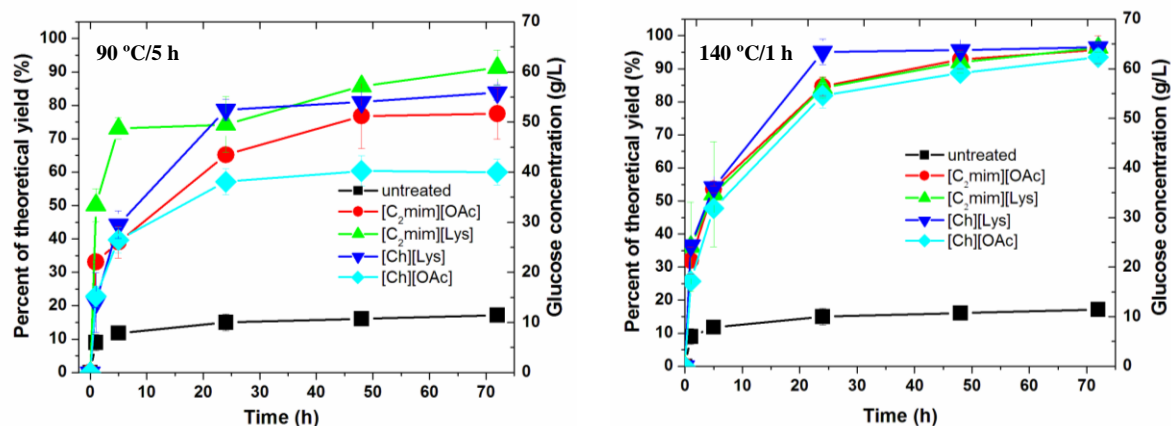 90 ºC/5 h
Percent of theoretical yield (%)
100
90
80
70
60
50
40
30
20
10
0
untreated
[C2mim][OAc]
[C2mim][Lys]
[Ch][Lys]
[Ch][OAc]
70
60
50
40
30
20
10
0
Glucose concentration (g/L)
0 10 20 30 40 50 60 70
Time (h)
140 ºC/1 h
Percent of theoretical yield (%)
100
90
80
70
60
50
40
30
20
10
0
untreated
[C2mim][OAc]
[C2mim][Lys]
[Ch][Lys]
[Ch][OAc]
70
60
50
40
30
20
10
0
Glucose concentration (g/L)
0 10 20 30 40 50 60 70
Time (h)